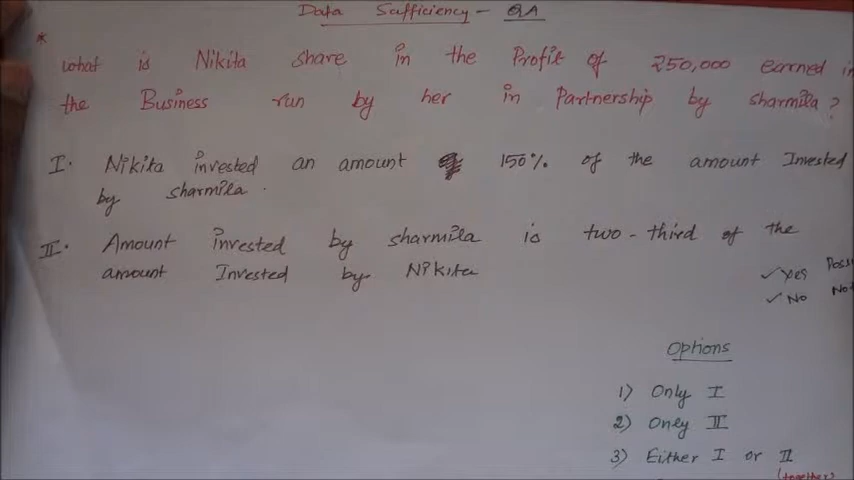 Data Sufficiency - QA
* what is Nikita share in the Profit of ₹50,000 earned in
the Business run by her in Partnership by sharmila?
I. Nikita invested an amount 150% of the amount Invested
by sharmila.
II. Amount invested by sharmila is two-third of the
amount Invested by Nikita
✓ Yes
✓ No
Options
1) Only I
2) Only II
3) Either I or II
(together)